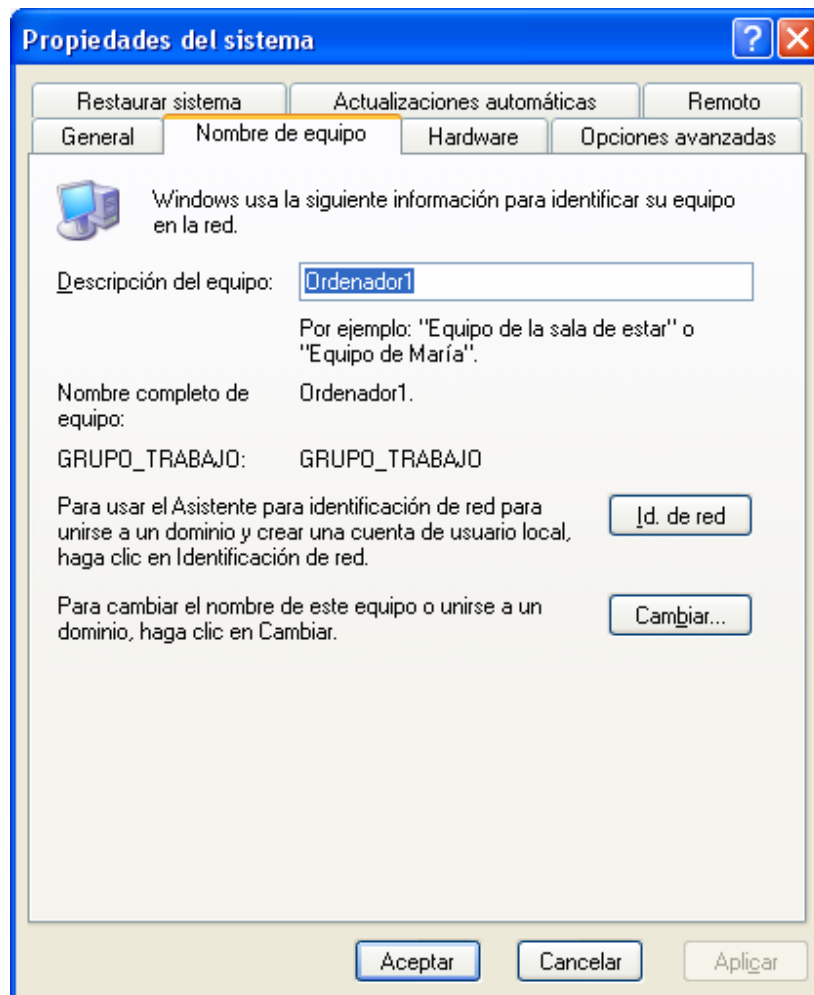 Propiedades del sistema
Restaurar sistema Actualizaciones automáticas Remoto
General Nombre de equipo Hardware Opciones avanzadas
Windows usa la siguiente información para identificar su equipo
en la red.
Descripción del equipo: Ordenador1
Por ejemplo: "Equipo de la sala de estar" o
"Equipo de María".
Nombre completo de Ordenador1.
equipo:
GRUPO_TRABAJO: GRUPO_TRABAJO
Para usar el Asistente para identificación de red para
unirse a un dominio y crear una cuenta de usuario local,
haga clic en Identificación de red.
Id. de red
Para cambiar el nombre de este equipo o unirse a un
dominio, haga clic en Cambiar.
Cambiar...
Aceptar Cancelar Aplicar